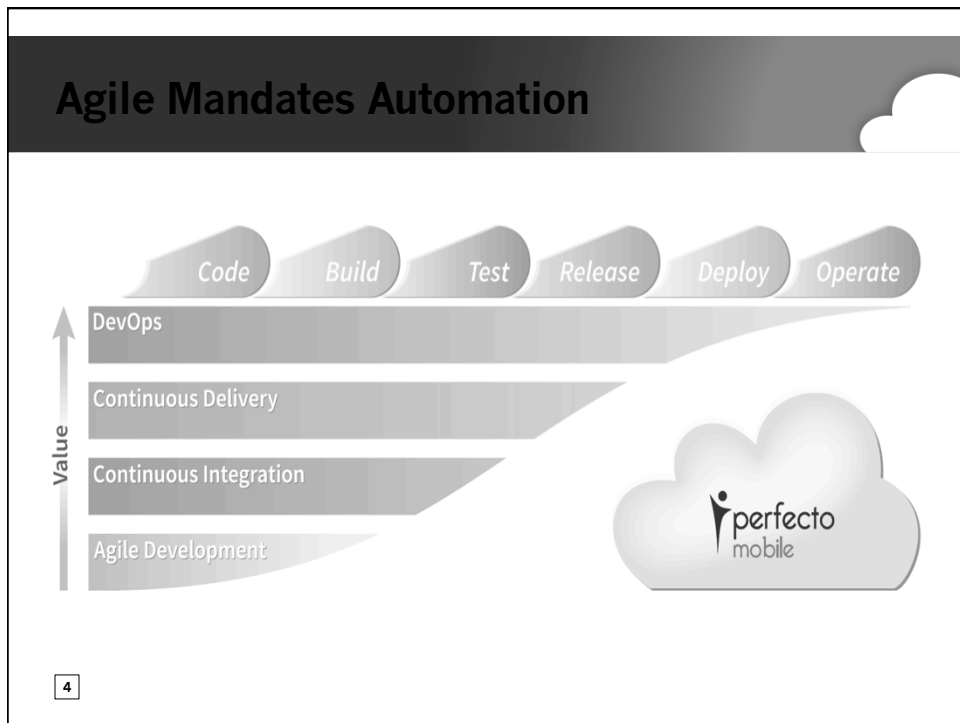 Agile Mandates Automation
Code Build Test Release Deploy Operate
DevOps
Continuous Delivery
Continuous Integration
Agile Development
Value
perfecto
mobile
4